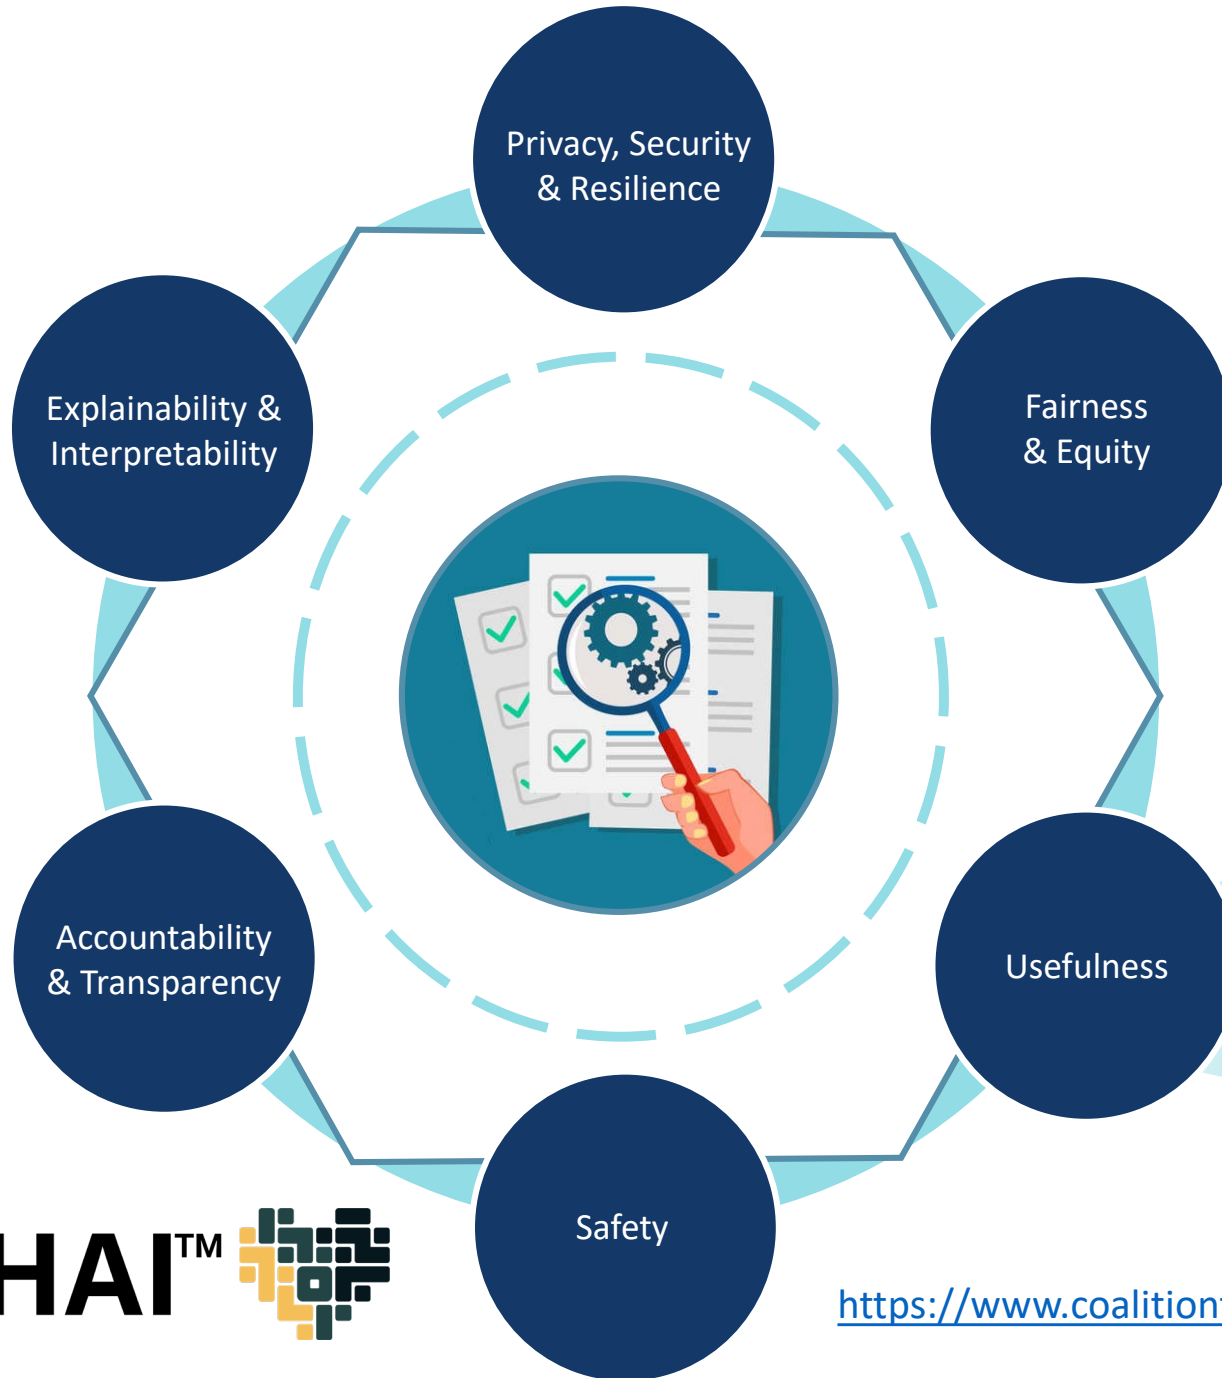 Privacy, Security
& Resilience
Explainability &
Interpretability
Fairness
& Equity
Accountability
& Transparency
Usefulness
Safety
HAI™
https://www.coalition